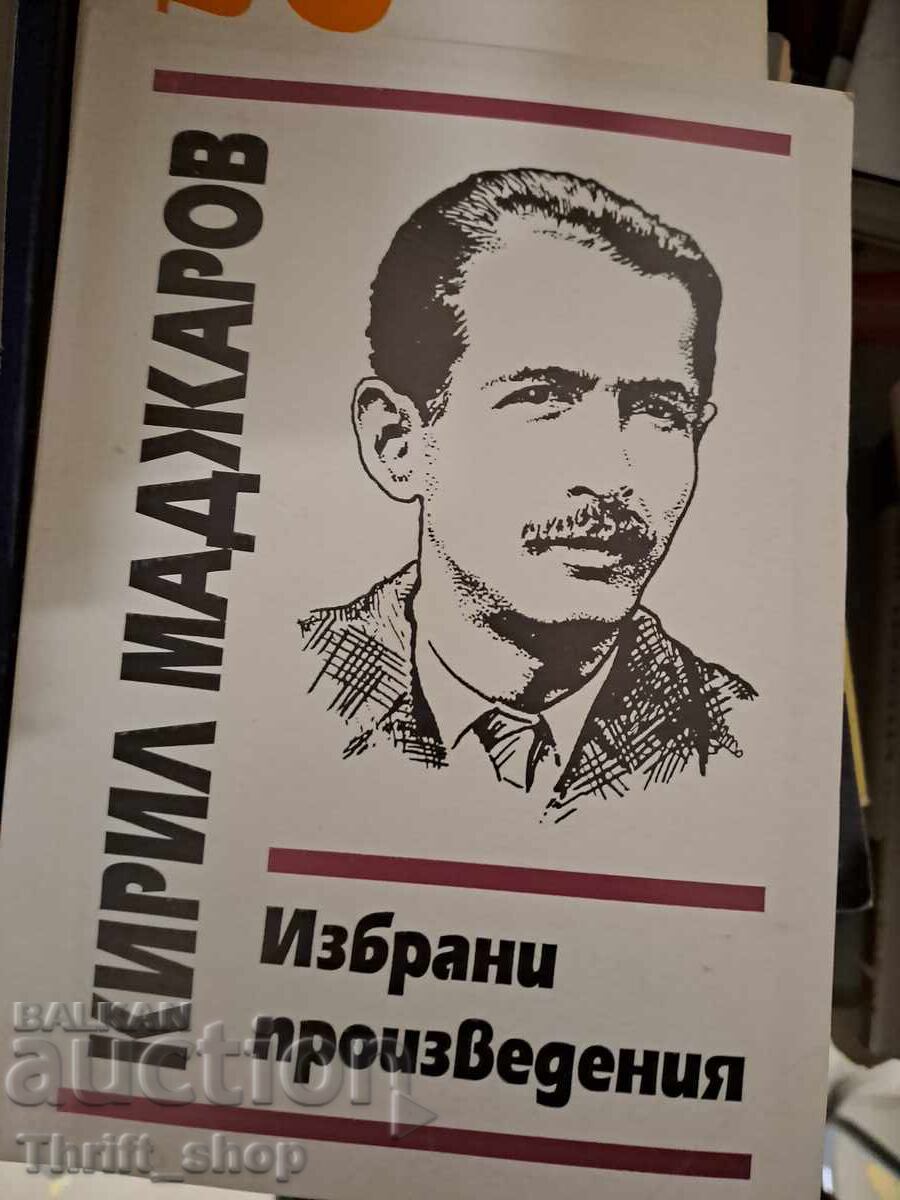 КИРИЛ МАДЖАРОВ
Избрани
произведения
BALKAN
auction
Thrift_shop